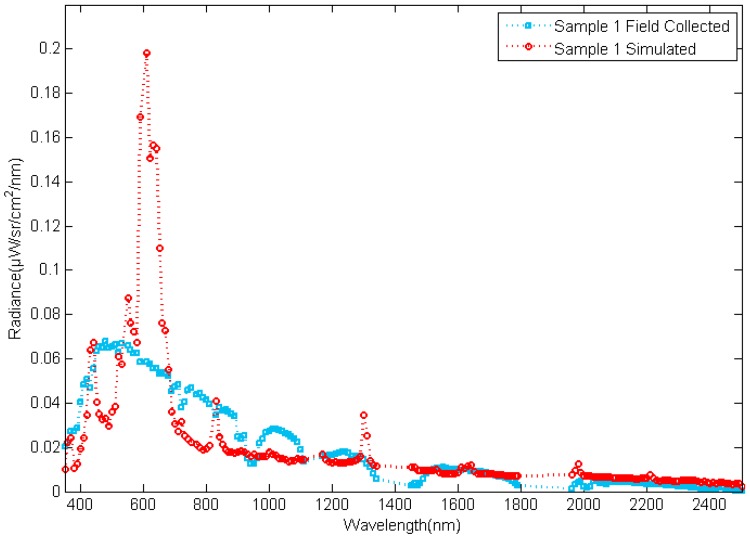 Sample 1 Field Collected
Sample 1 Simulated
0.2
0.18
0.16
0.14
0.12
0.1
0.08
0.06
0.04
0.02
0
Radiance(µW/sr/cm²/nm)
400 600 800 1000 1200 1400 1600 1800 2000 2200 2400
Wavelength(nm)